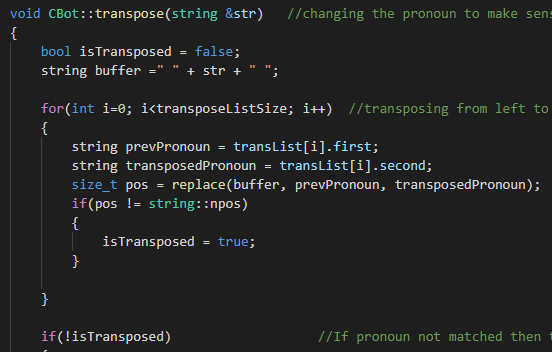 void CBot::transpose(string &str)   //changing the pronoun to make sens
{
    bool isTransposed = false;
    string buffer =" " + str + " ";

    for(int i=0; i<transposeListSize; i++)  //transposing from left to
    {
        string prevPronoun = transList[i].first;
        string transposedPronoun = transList[i].second;
        size_t pos = replace(buffer, prevPronoun, transposedPronoun);
        if(pos != string::npos)
        {
            isTransposed = true;
        }

    }

    if(!isTransposed)                   //If pronoun not matched then